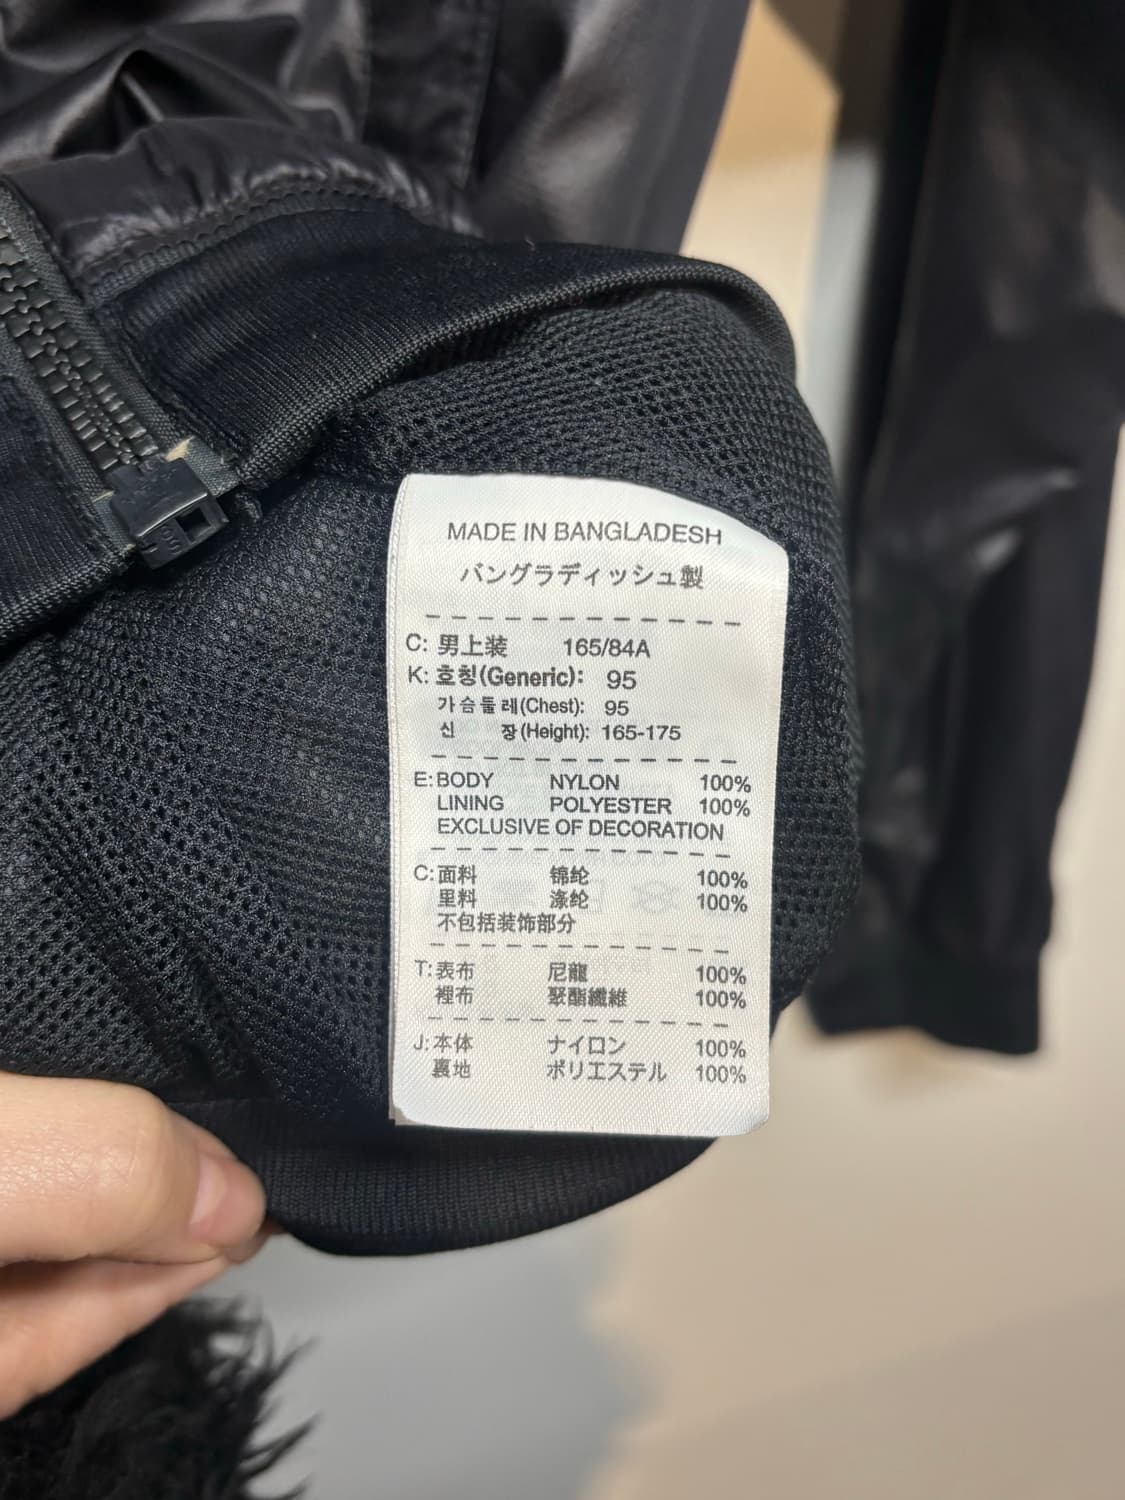 MADE IN BANGLADESH
バングラディッシュ製
C: 男上装 165/84A
K: 호칭(Generic): 95
가슴둘레(Chest): 95
신 장(Height): 165-175
E: BODY NYLON 100%
LINING POLYESTER 100%
EXCLUSIVE OF DECORATION
C: 面料 锦纶 100%
里料 涤纶 100%
不包括装饰部分
T: 表布 尼龍 100%
裡布 聚酯纖維 100%
J: 本体 ナイロン 100%
裏地 ポリエステル 100%